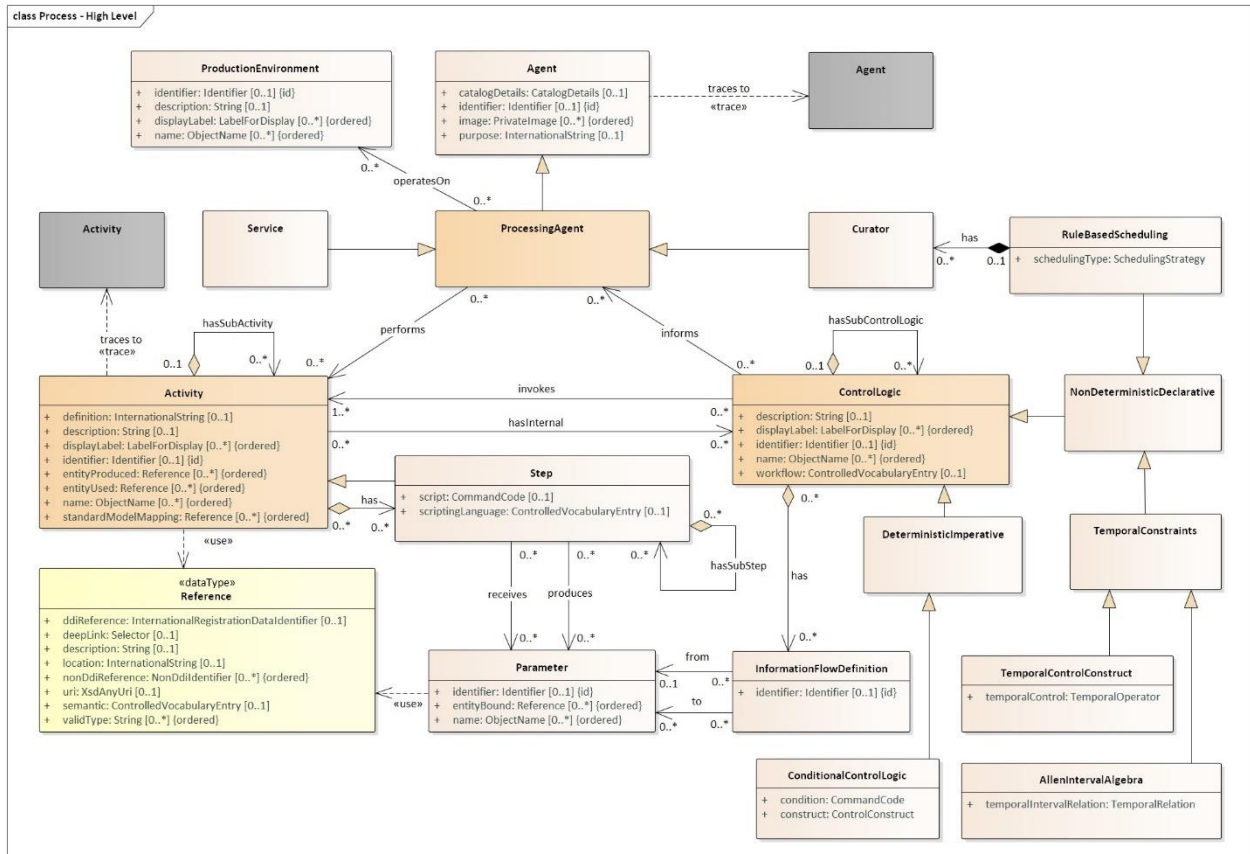 class Process - High Level
ProductionEnvironment
+ identifier: Identifier [0..1] {id}
+ description: String [0..1]
+ displayLabel: LabelForDisplay [0..*] {ordered}
+ name: ObjectName [0..*] {ordered}
Agent
+ catalogDetails: CatalogDetails [0..1]
+ identifier: Identifier [0..1] {id}
+ image: PrivateImage [0..*] {ordered}
+ purpose: InternationalString [0..1]
traces to
«trace»
Agent
0..*
operatesOn
0..*
Activity
Service
ProcessingAgent
Curator
has
0..*
0..1
RuleBasedScheduling
+ schedulingType: SchedulingStrategy
traces to
«trace»
hasSubActivity
0..1
0..*
0..*
performs
0..*
0..*
informs
0..*
hasSubControlLogic
0..1
0..*
Activity
+ definition: InternationalString [0..1]
+ description: String [0..1]
+ displayLabel: LabelForDisplay [0..*] {ordered}
+ identifier: Identifier [0..1] {id}
+ entityProduced: Reference [0..*] {ordered}
+ entityUsed: Reference [0..*] {ordered}
+ name: ObjectName [0..*] {ordered}
+ standardModelMapping: Reference [0..*] {ordered}
invokes
1..*
0..*
hasInternal
0..*
0..*
ControlLogic
+ description: String [0..1]
+ displayLabel: LabelForDisplay [0..*] {ordered}
+ identifier: Identifier [0..1] {id}
+ name: ObjectName [0..*] {ordered}
+ workflow: ControlledVocabularyEntry [0..1]
NonDeterministicDeclarative
Step
+ script: CommandCode [0..1]
+ scriptingLanguage: ControlledVocabularyEntry [0..1]
has
0..*
0..*
0..*
0..*
hasSubStep
0..*
0..*
receives
produces
0..*
0..*
0..*
has
0..*
DeterministicImperative
TemporalConstraints
«use»
«dataType»
Reference
+ ddiReference: InternationalRegistrationDataIdentifier [0..1]
+ deepLink: Selector [0..1]
+ description: String [0..1]
+ location: InternationalString [0..1]
+ nonDdiReference: NonDdiIdentifier [0..*] {ordered}
+ uri: XsdAnyUri [0..1]
+ semantic: ControlledVocabularyEntry [0..1]
+ validType: String [0..*] {ordered}
«use»
Parameter
+ identifier: Identifier [0..1] {id}
+ entityBound: Reference [0..*] {ordered}
+ name: ObjectName [0..*] {ordered}
from
0..1
0..*
to
0..*
0..*
InformationFlowDefinition
+ identifier: Identifier [0..1] {id}
TemporalControlConstruct
+ temporalControl: TemporalOperator
ConditionalControlLogic
+ condition: CommandCode
+ construct: ControlConstruct
AllenIntervalAlgebra
+ temporalIntervalRelation: TemporalRelation